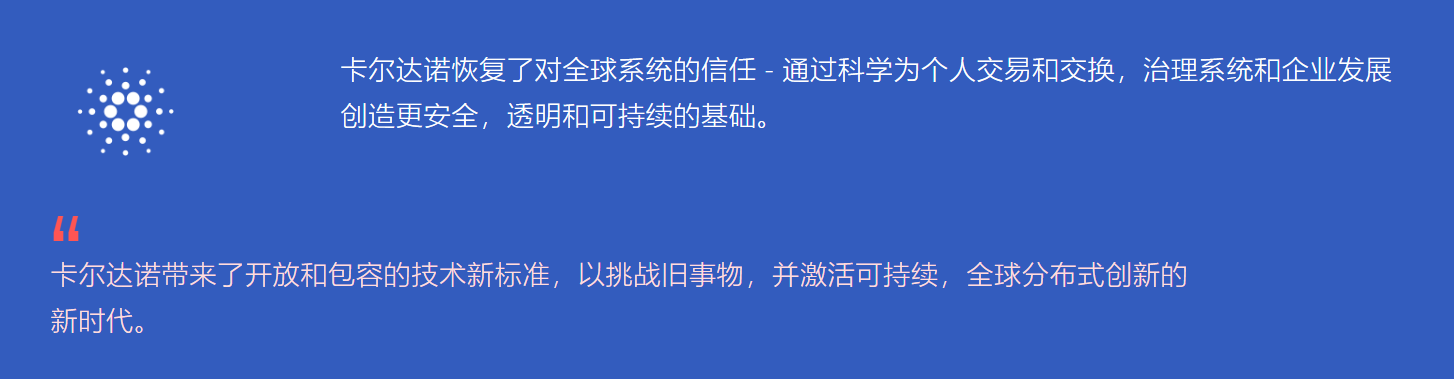 卡尔达诺恢复了对全球系统的信任 - 通过科学为个人交易和交换，治理系统和企业发展
创造更安全，透明和可持续的基础。
“
卡尔达诺带来了开放和包容的技术新标准，以挑战旧事物，并激活可持续，全球分布式创新的
新时代。